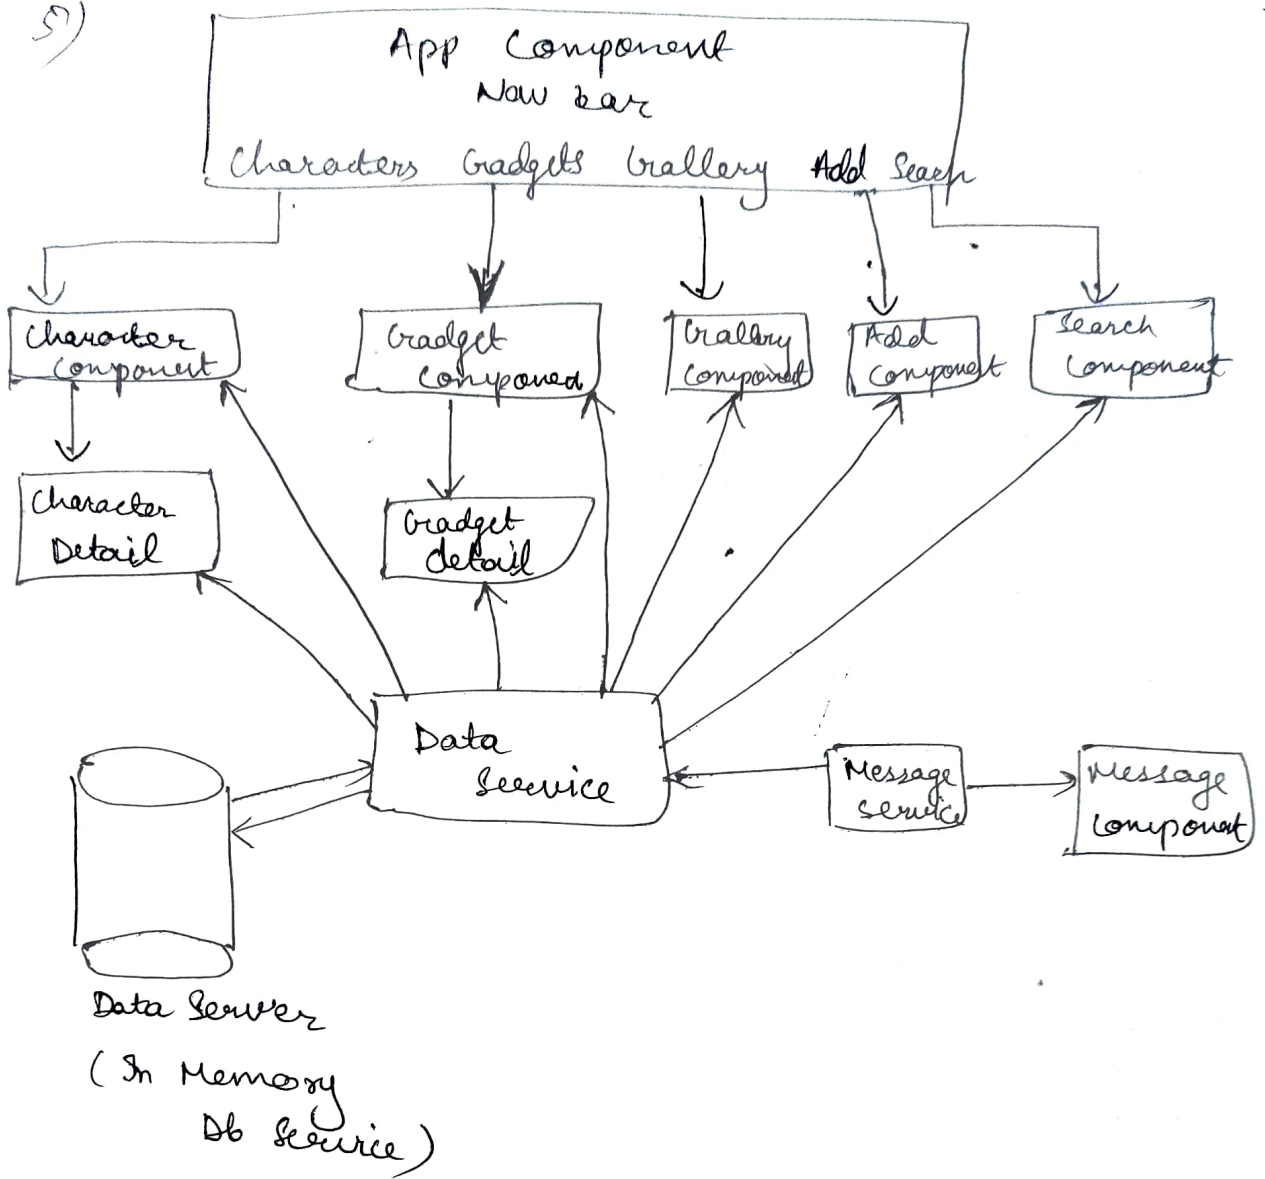 5)
App Component
Nav bar
Characters Gadgets Gallery Add Search
Character
Component
Gadget
Component
Gallery
Component
Add
Component
Search
Component
Character
Detail
Gadget
detail
Data
Service
Message
Service
Message
Component
Data Server
(In Memory
Db Service)